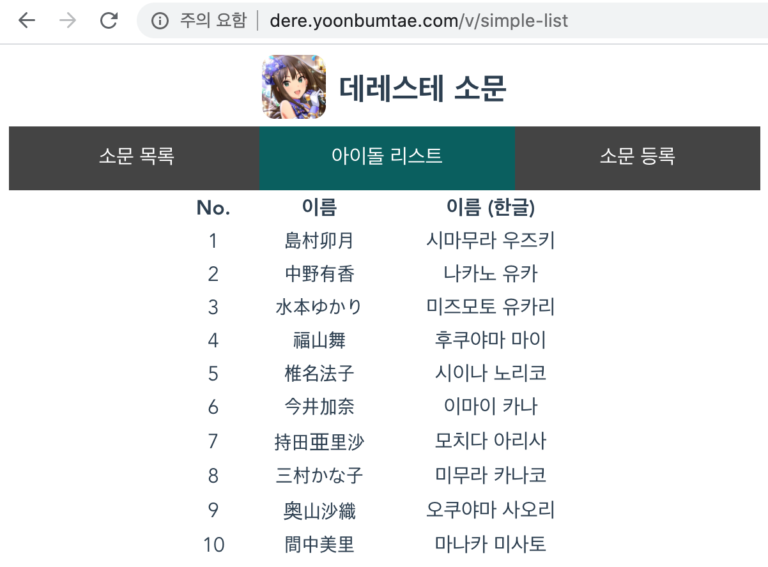 주의 요함 | dere.yoonbumtae.com/v/simple-list
데레스테 소문
소문 목록 아이돌 리스트 소문 등록
No. 이름 이름 (한글)
1 島村卯月 시마무라 우즈키
2 中野有香 나카노 유카
3 水本ゆかり 미즈모토 유카리
4 福山舞 후쿠야마 마이
5 椎名法子 시이나 노리코
6 今井加奈 이마이 카나
7 持田亜里沙 모치다 아리사
8 三村かな子 미무라 카나코
9 奥山沙織 오쿠야마 사오리
10 間中美里 마나카 미사토